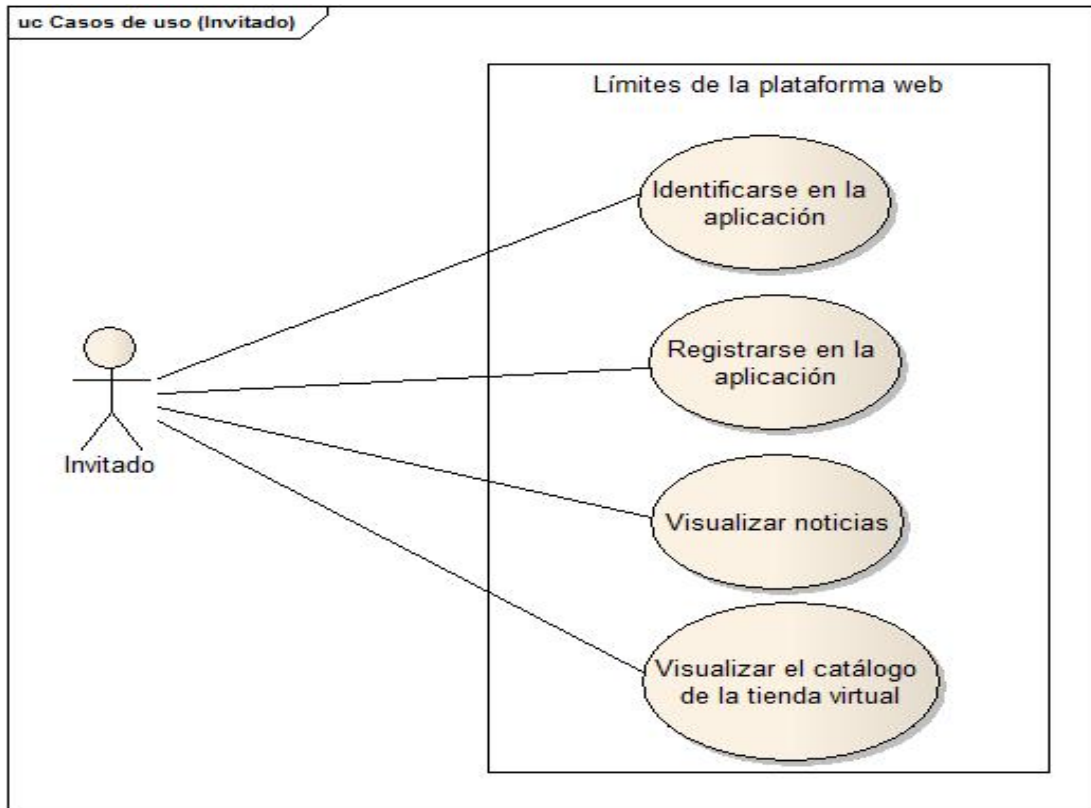 uc Casos de uso (Invitado)
Límites de la plataforma web
Identificarse en la
aplicación
Registrarse en la
aplicación
Invitado
Visualizar noticias
Visualizar el catálogo
de la tienda virtual